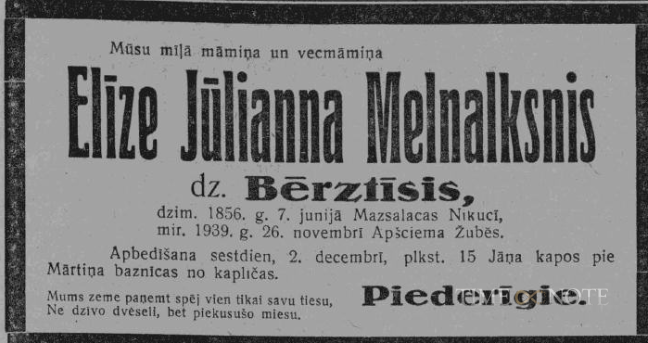 Mūsu mīļā māmiņa un vecmāmiņa
Elīze Jūlianna Melnalksnis
dz. Bērztīsis,
dzim. 1856. g. 7. junijā Mazsalacas Nikucī,
mir. 1939. g. 26. novembrī Apšciema Žubēs.
Apbedīšana sestdien, 2. decembrī, plkst. 15 Jāņa kapos pie
Mārtiņa baznīcas no kapličas.
Mums zeme paņemt spēj vien tikai savu tiesu,
Ne dzīvo dvēseli, bet piekusušo miesu.
Piederīgie.
TIMENOTE